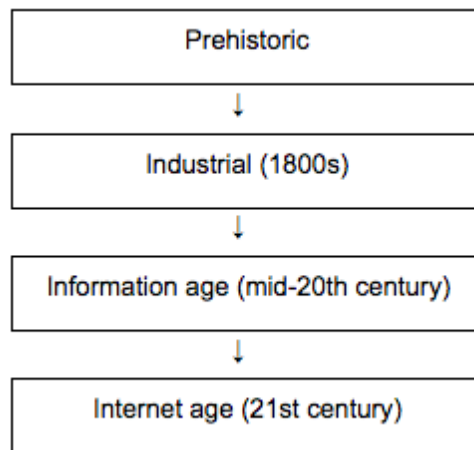 Prehistoric
↓
Industrial (1800s)
↓
Information age (mid-20th century)
↓
Internet age (21st century)